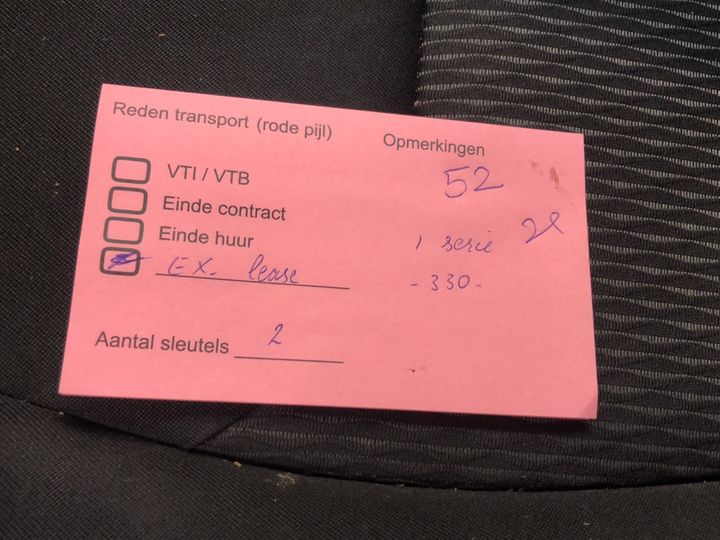 Reden transport (rode pijl)
Opmerkingen
VTI / VTB
52
Einde contract
Einde huur
1 serie
EX. lease
- 330 -
Aantal sleutels 2